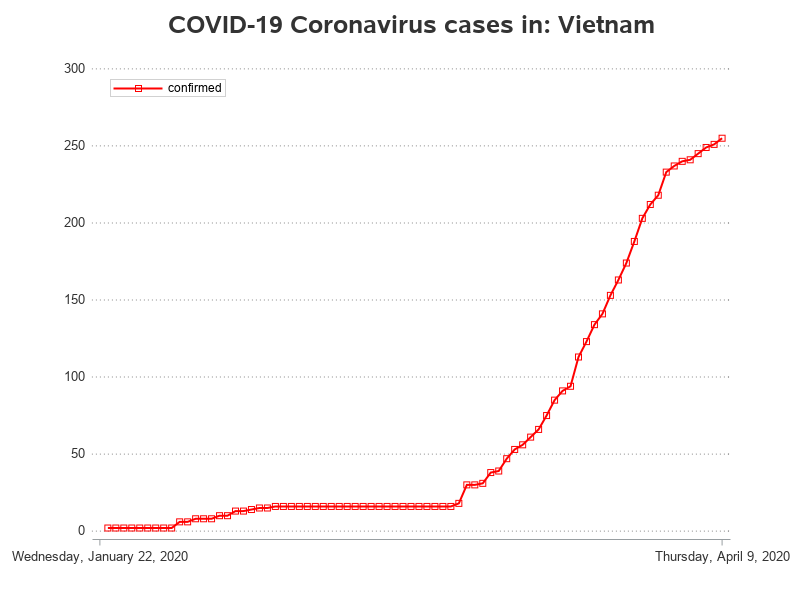 COVID-19 Coronavirus cases in: Vietnam
300
confirmed
250
200
150
100
50
0
Wednesday, January 22, 2020 Thursday, April 9, 2020